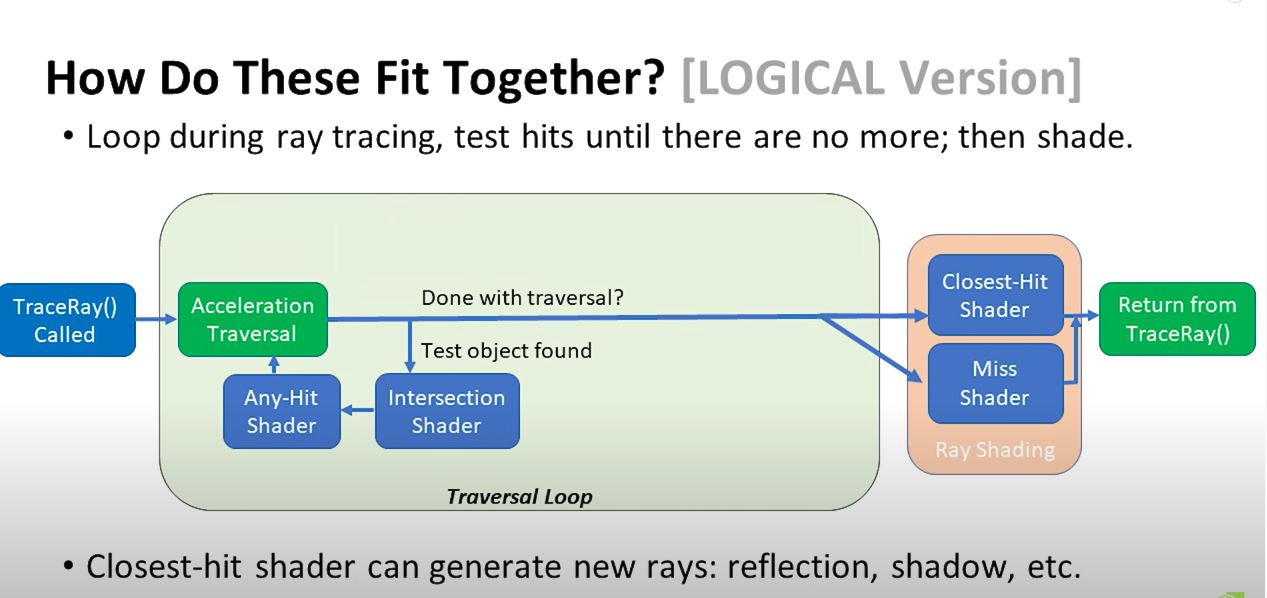 How Do These Fit Together? [LOGICAL Version]
• Loop during ray tracing, test hits until there are no more; then shade.
TraceRay()
Called
Acceleration
Traversal
Done with traversal?
Test object found
Any-Hit
Shader
Intersection
Shader
Traversal Loop
Closest-Hit
Shader
Miss
Shader
Ray Shading
Return from
TraceRay()
• Closest-hit shader can generate new rays: reflection, shadow, etc.